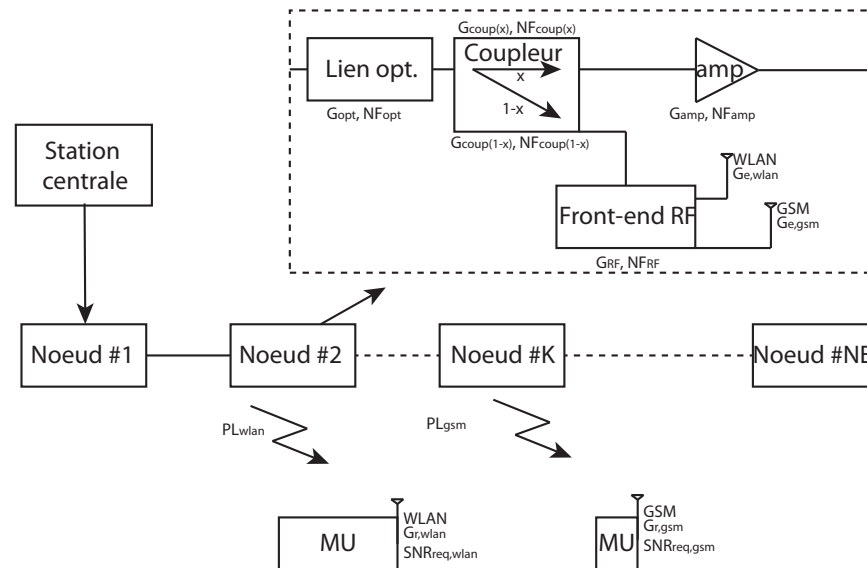 Gcoup(x), NFcoup(x)
Lien opt.
Coupleur
x
1-x
amp
Gopt, NFopt
Gamp, NFamp
Gcoup(1-x), NFcoup(1-x)
Station
centrale
WLAN
Ge,wlan
Front-end RF
GSM
Ge,gsm
GRF, NFRF
Noeud #1
Noeud #2
Noeud #K
Noeud #NB
PLwlan
PLgsm
MU
WLAN
Gr,wlan
SNRreq,wlan
MU
GSM
Gr,gsm
SNRreq,gsm